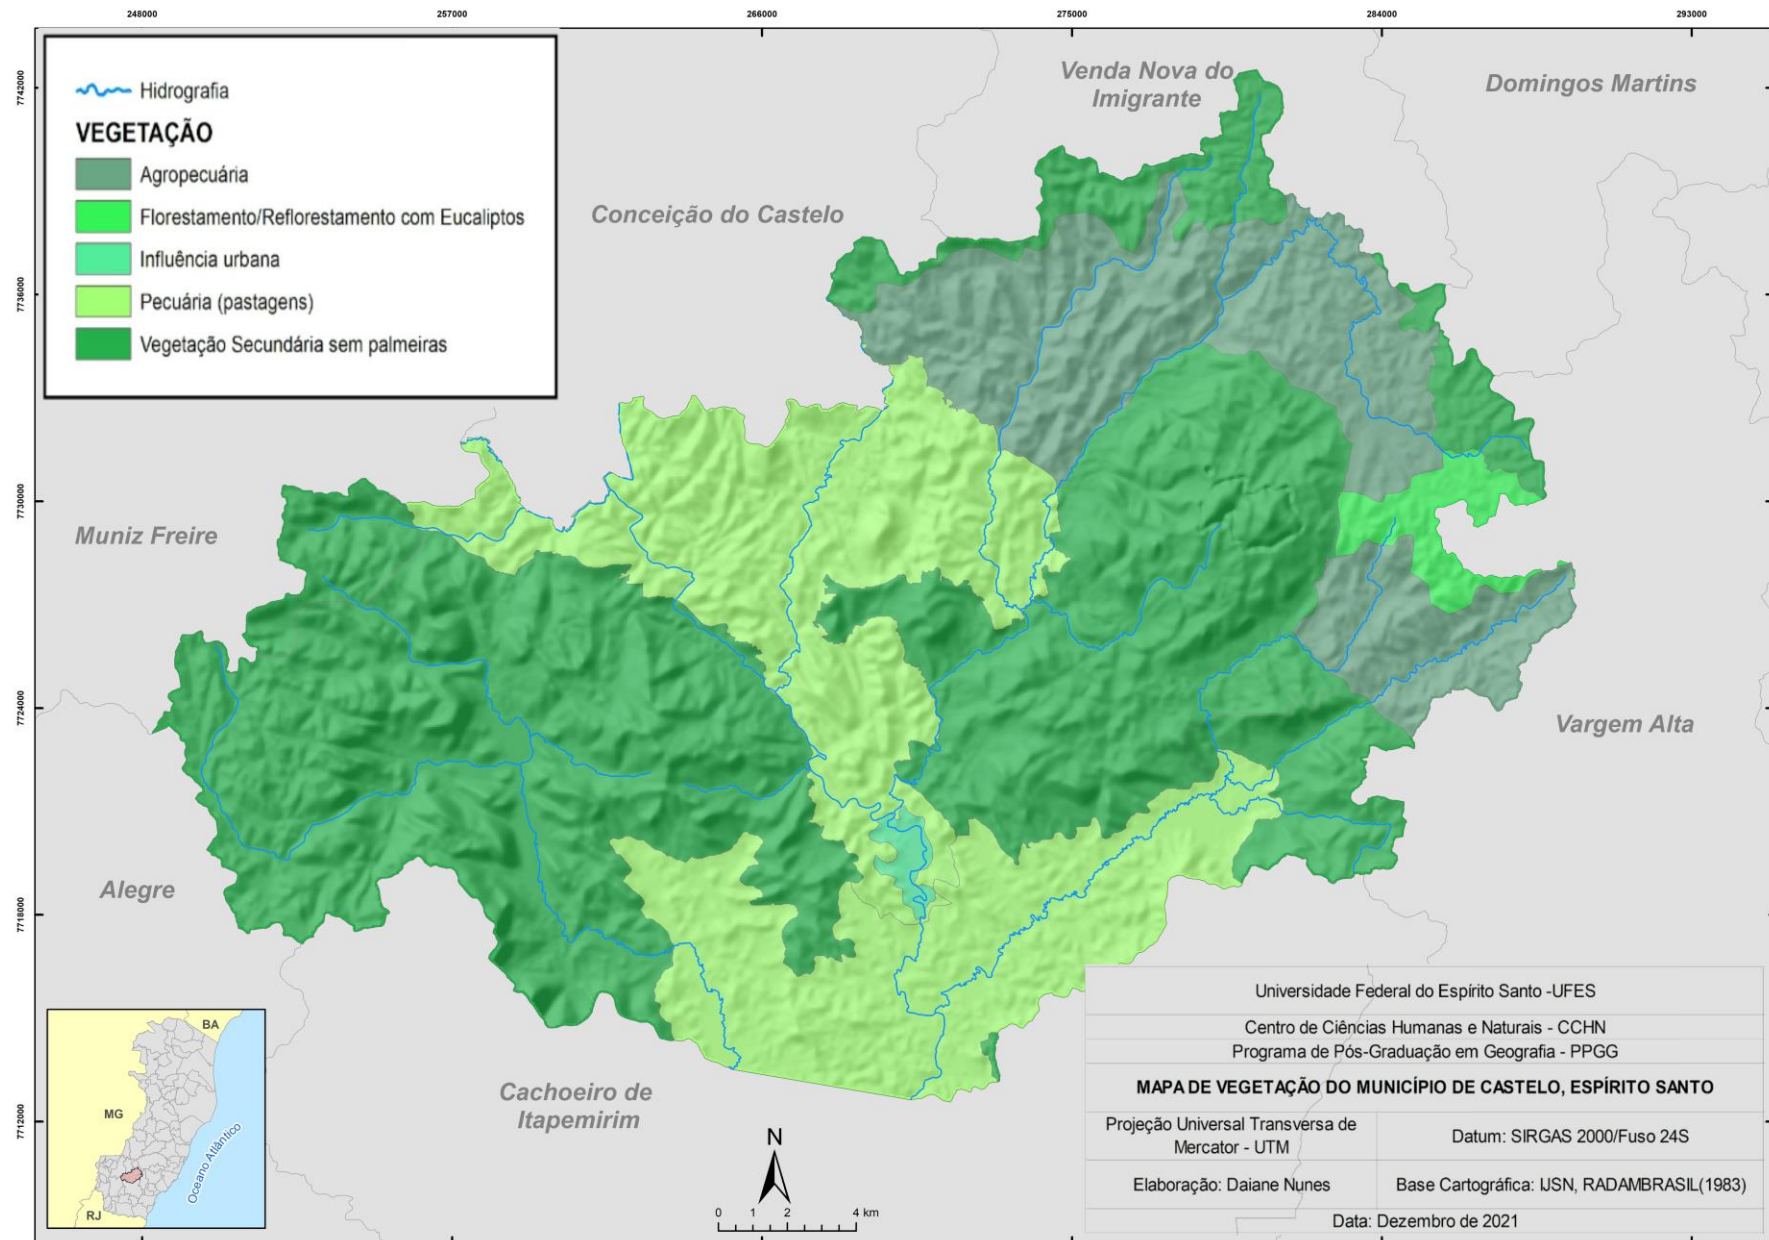 248000
257000
266000
275000
284000
293000
7742000
7736000
7730000
7724000
7718000
7712000
Hidrografia
VEGETAÇÃO
Agropecuária
Florestamento/Reflorestamento com Eucaliptos
Influência urbana
Pecuária (pastagens)
Vegetação Secundária sem palmeiras
Venda Nova do
Imigrante
Domingos Martins
Conceição do Castelo
Muniz Freire
Vargem Alta
Alegre
Cachoeiro de
Itapemirim
BA
MG
RJ
Oceano Atlântico
N
0 1 2 4 km
Universidade Federal do Espírito Santo -UFES
Centro de Ciências Humanas e Naturais - CCHN
Programa de Pós-Graduação em Geografia - PPGG
MAPA DE VEGETAÇÃO DO MUNICÍPIO DE CASTELO, ESPÍRITO SANTO
Projeção Universal Transversa de
Mercator - UTM
Datum: SIRGAS 2000/Fuso 24S
Elaboração: Daiane Nunes
Base Cartográfica: IJSN, RADAMBRASIL(1983)
Data: Dezembro de 2021